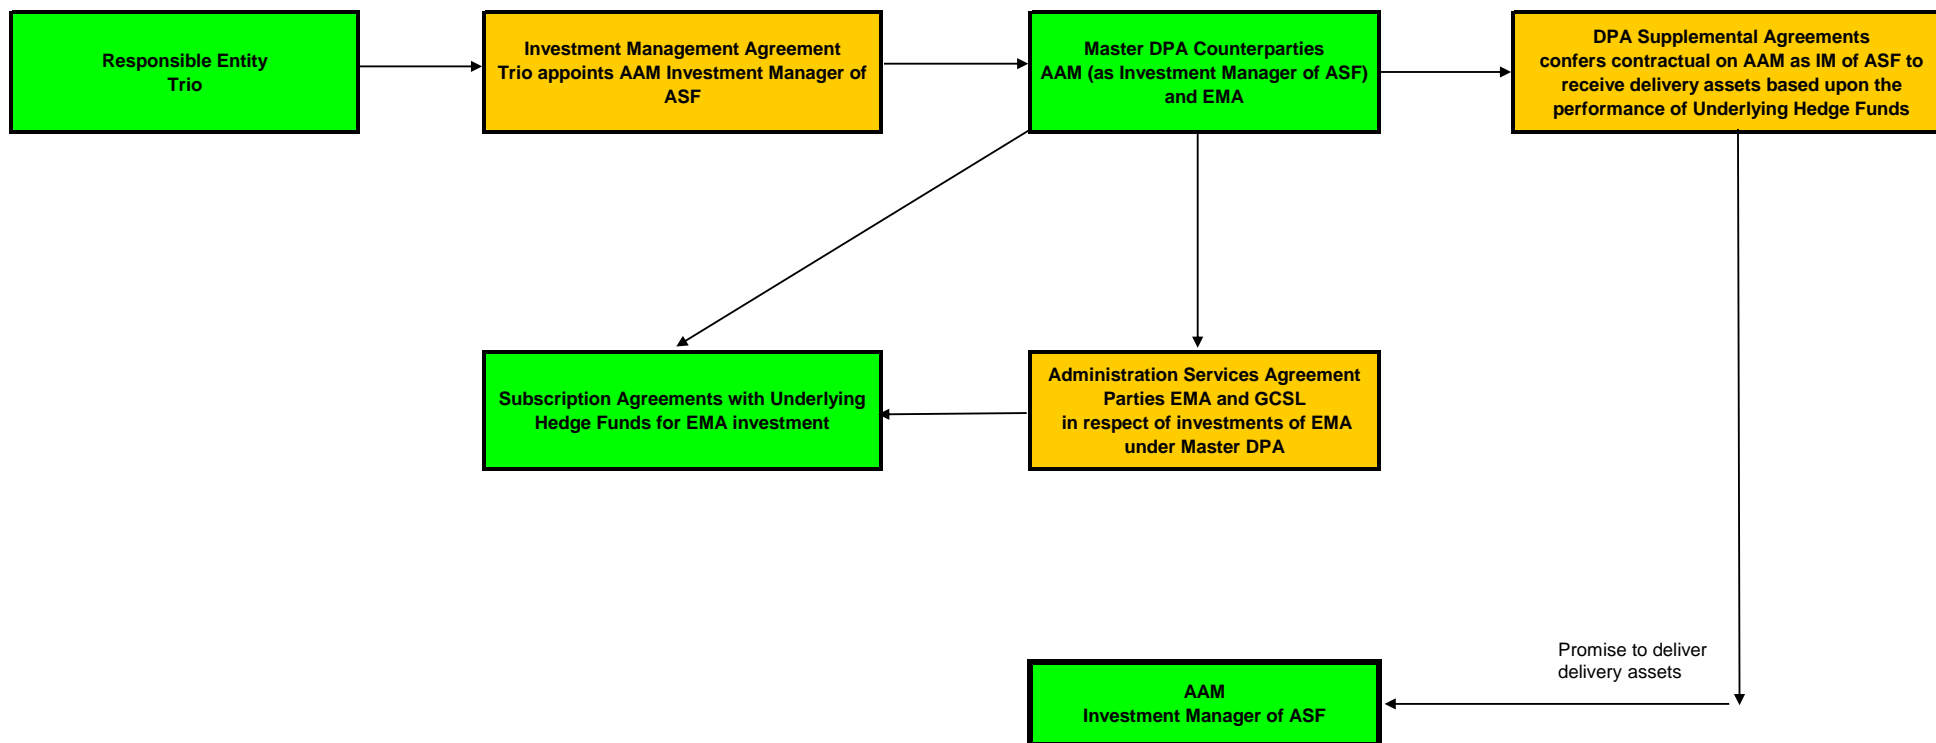 Responsible Entity
Trio
Investment Management Agreement
Trio appoints AAM Investment Manager of
ASF
Master DPA Counterparties
AAM (as Investment Manager of ASF)
and EMA
DPA Supplemental Agreements
confers contractual on AAM as IM of ASF to
receive delivery assets based upon the
performance of Underlying Hedge Funds
Subscription Agreements with Underlying
Hedge Funds for EMA investment
Administration Services Agreement
Parties EMA and GCSL
in respect of investments of EMA
under Master DPA
Promise to deliver
delivery assets
AAM
Investment Manager of ASF